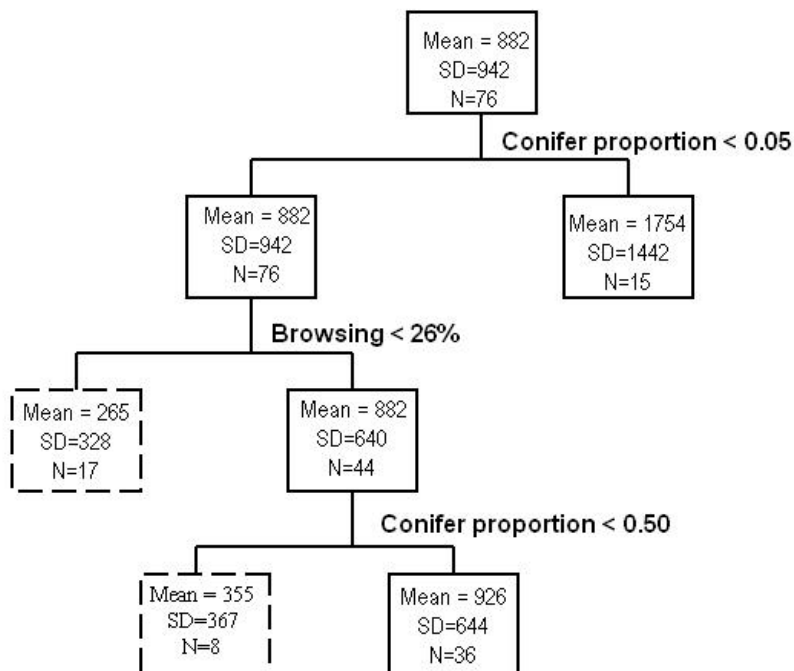 Mean = 882
SD=942
N=76
Conifer proportion < 0.05
Mean = 882
SD=942
N=76
Mean = 1754
SD=1442
N=15
Browsing < 26%
Mean = 265
SD=328
N=17
Mean = 882
SD=640
N=44
Conifer proportion < 0.50
Mean = 355
SD=367
N=8
Mean = 926
SD=644
N=36